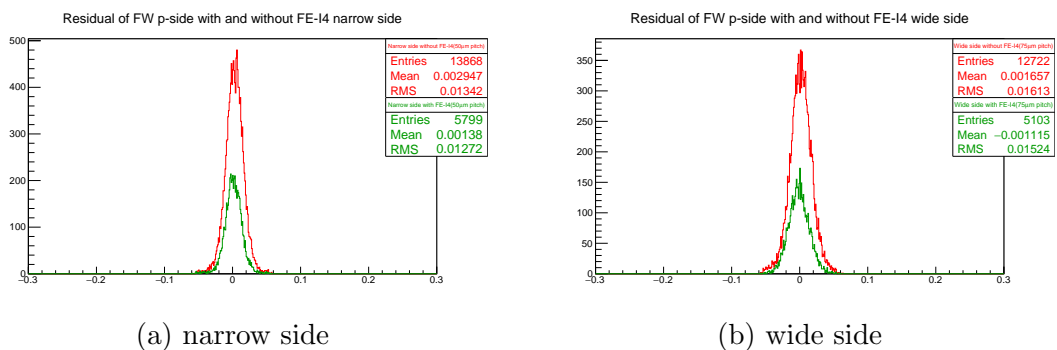 Residual of FW p-side with and without FE-I4 narrow side
Narrow side without FE-I4(50μm pitch)
Entries 13868
Mean 0.002947
RMS 0.01342
Narrow side with FE-I4(50μm pitch)
Entries 5799
Mean 0.00138
RMS 0.01272
500
400
300
200
100
0
−0.3 −0.2 −0.1 0 0.1 0.2 0.3
(a) narrow side
Residual of FW p-side with and without FE-I4 wide side
Wide side without FE-I4(75μm pitch)
Entries 12722
Mean 0.001657
RMS 0.01613
Wide side with FE-I4(75μm pitch)
Entries 5103
Mean −0.001115
RMS 0.01524
350
300
250
200
150
100
50
0
−0.3 −0.2 −0.1 0 0.1 0.2 0.3
(b) wide side